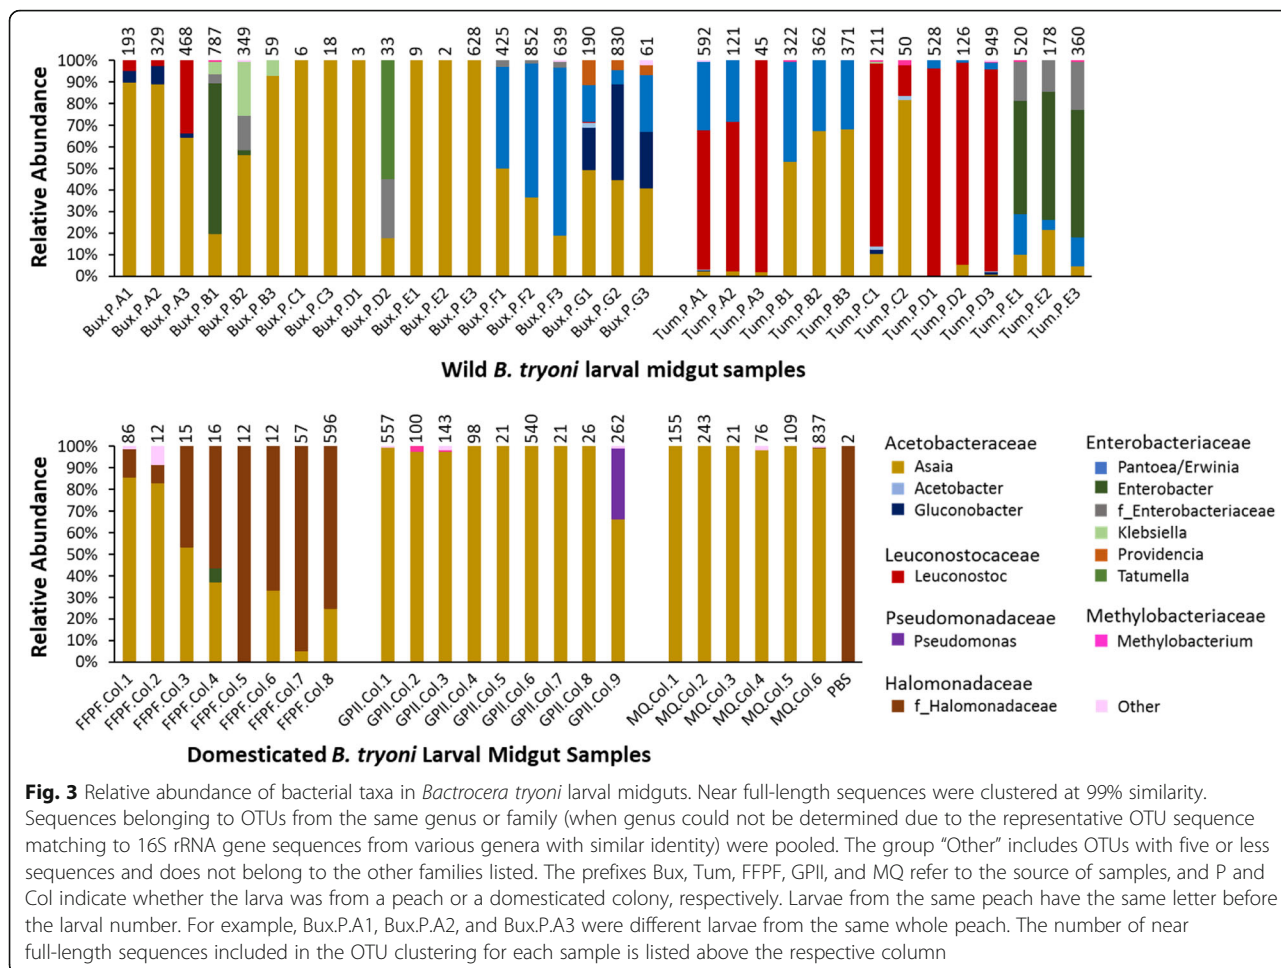 193 329 468 787 349 59 6 18 3 33 9 2 628 425 852 639 190 830 61 592 121 45 322 362 371 211 50 528 126 949 520 178 360
Relative Abundance
100%
90%
80%
70%
60%
50%
40%
30%
20%
10%
0%
Bux.P.A1 Bux.P.A2 Bux.P.A3 Bux.P.B1 Bux.P.B2 Bux.P.B3 Bux.P.C1 Bux.P.C3 Bux.P.D1 Bux.P.D2 Bux.P.E1 Bux.P.E2 Bux.P.E3 Bux.P.F1 Bux.P.F2 Bux.P.F3 Bux.P.G1 Bux.P.G2 Bux.P.G3 Tum.P.A1 Tum.P.A2 Tum.P.A3 Tum.P.B1 Tum.P.B2 Tum.P.B3 Tum.P.C1 Tum.P.C2 Tum.P.D1 Tum.P.D2 Tum.P.D3 Tum.P.E1 Tum.P.E2 Tum.P.E3
Wild B. tryoni larval midgut samples
86 12 15 16 12 12 57 596 557 100 143 98 21 540 21 26 262 155 243 21 76 109 837 2
Relative Abundance
100%
90%
80%
70%
60%
50%
40%
30%
20%
10%
0%
FFPF.Col.1 FFPF.Col.2 FFPF.Col.3 FFPF.Col.4 FFPF.Col.5 FFPF.Col.6 FFPF.Col.7 FFPF.Col.8 GPII.Col.1 GPII.Col.2 GPII.Col.3 GPII.Col.4 GPII.Col.5 GPII.Col.6 GPII.Col.7 GPII.Col.8 GPII.Col.9 MQ.Col.1 MQ.Col.2 MQ.Col.3 MQ.Col.4 MQ.Col.5 MQ.Col.6 PBS
Domesticated B. tryoni Larval Midgut Samples
Acetobacteraceae
Asaia
Acetobacter
Gluconobacter
Leuconostocaceae
Leuconostoc
Pseudomonadaceae
Pseudomonas
Halomonadaceae
f_Halomonadaceae
Enterobacteriaceae
Pantoea/Erwinia
Enterobacter
f_Enterobacteriaceae
Klebsiella
Providencia
Tatumella
Methylobacteriaceae
Methylobacterium
Other
Fig. 3 Relative abundance of bacterial taxa in Bactrocera tryoni larval midguts. Near full-length sequences were clustered at 99% similarity.
Sequences belonging to OTUs from the same genus or family (when genus could not be determined due to the representative OTU sequence
matching to 16S rRNA gene sequences from various genera with similar identity) were pooled. The group “Other” includes OTUs with five or less
sequences and does not belong to the other families listed. The prefixes Bux, Tum, FFPF, GPII, and MQ refer to the source of samples, and P and
Col indicate whether the larva was from a peach or a domesticated colony, respectively. Larvae from the same peach have the same letter before
the larval number. For example, Bux.P.A1, Bux.P.A2, and Bux.P.A3 were different larvae from the same whole peach. The number of near
full-length sequences included in the OTU clustering for each sample is listed above the respective column